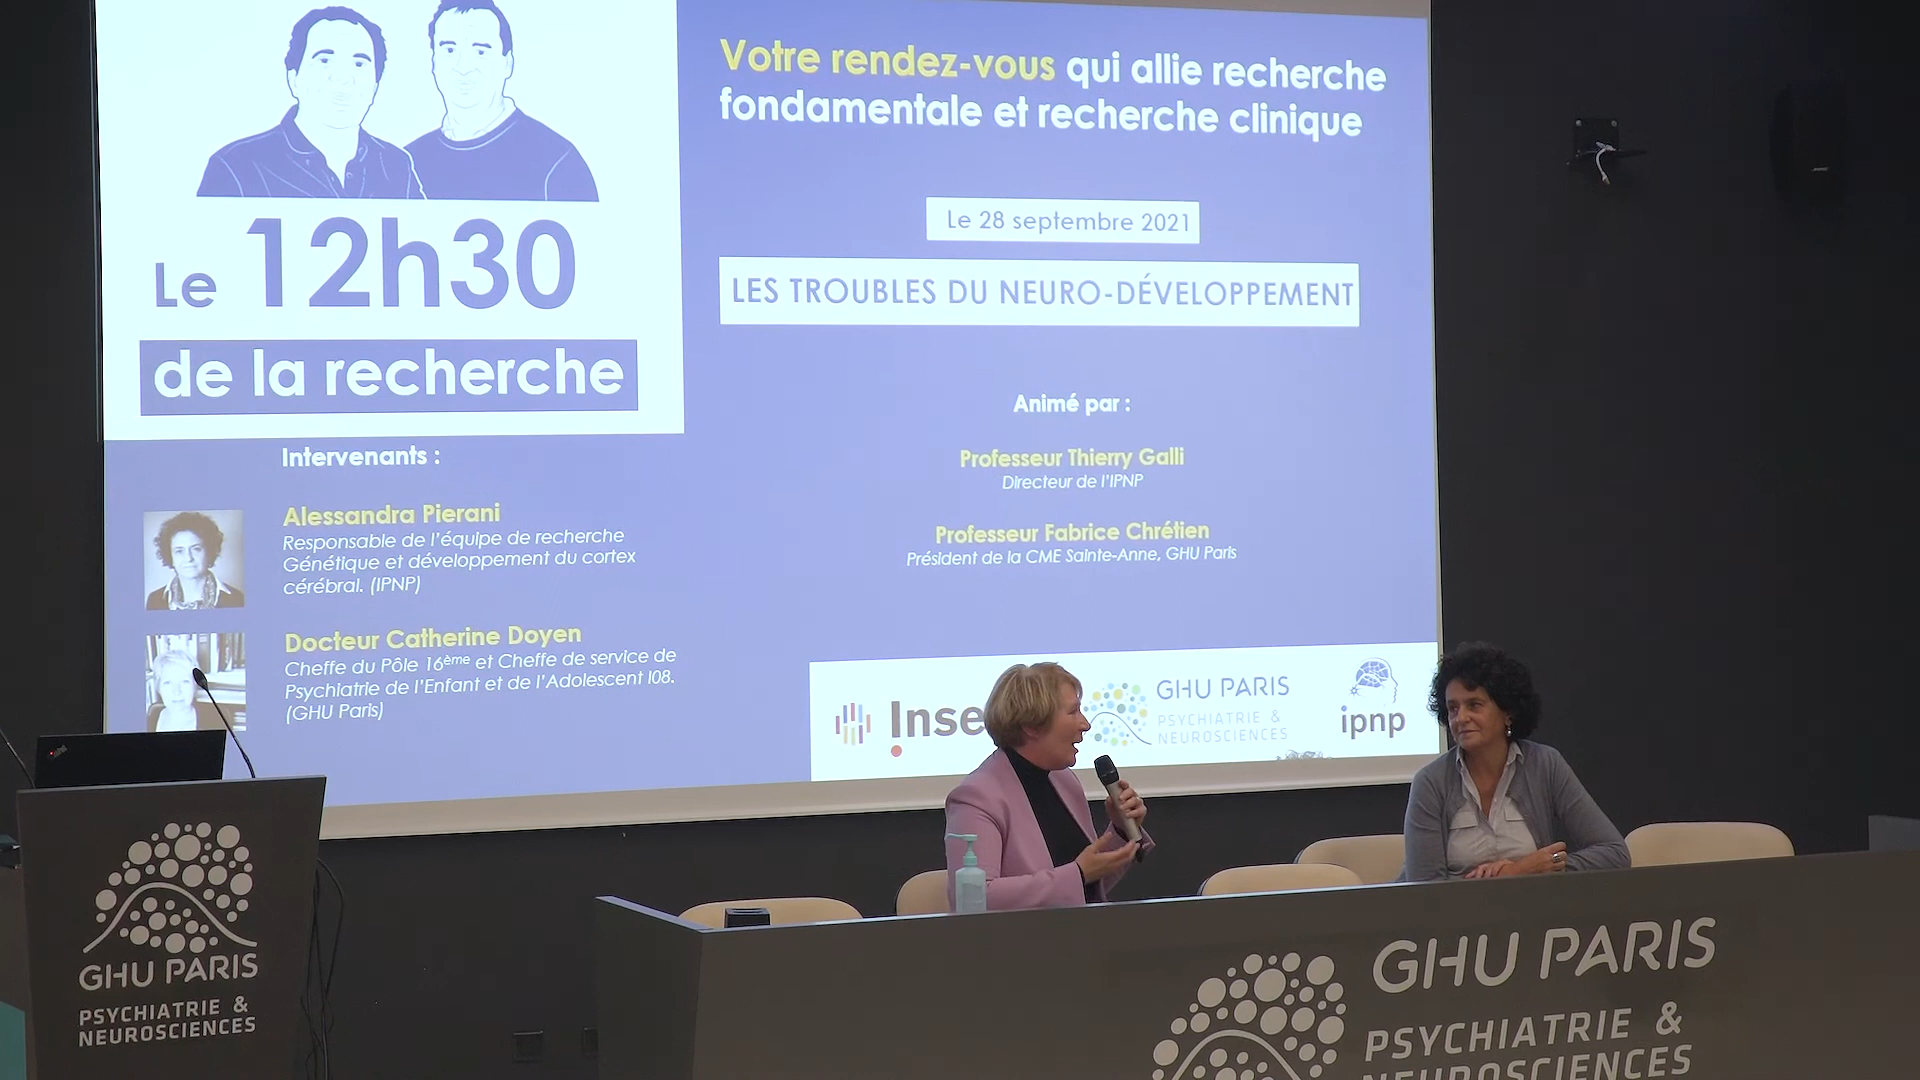 Votre rendez-vous qui allie recherche
fondamentale et recherche clinique
Le 28 septembre 2021
LES TROUBLES DU NEURO-DÉVELOPPEMENT
Le 12h30
de la recherche
Animé par :
Professeur Thierry Galli
Directeur de l'IPNP
Professeur Fabrice Chrétien
Président de la CME Sainte-Anne, GHU Paris
Intervenants :
Alessandra Pierani
Responsable de l'équipe de recherche
Génétique et développement du cortex
cérébral. (IPNP)
Docteur Catherine Doyen
Cheffe du Pôle 16ème et Cheffe de service de
Psychiatrie de l'Enfant et de l'Adolescent I08.
(GHU Paris)
Inse
GHU PARIS
PSYCHIATRIE &
NEUROSCIENCES
ipnp
GHU PARIS
PSYCHIATRIE &
NEUROSCIENCES
GHU PARIS
PSYCHIATRIE &
NEUROSCIENCES